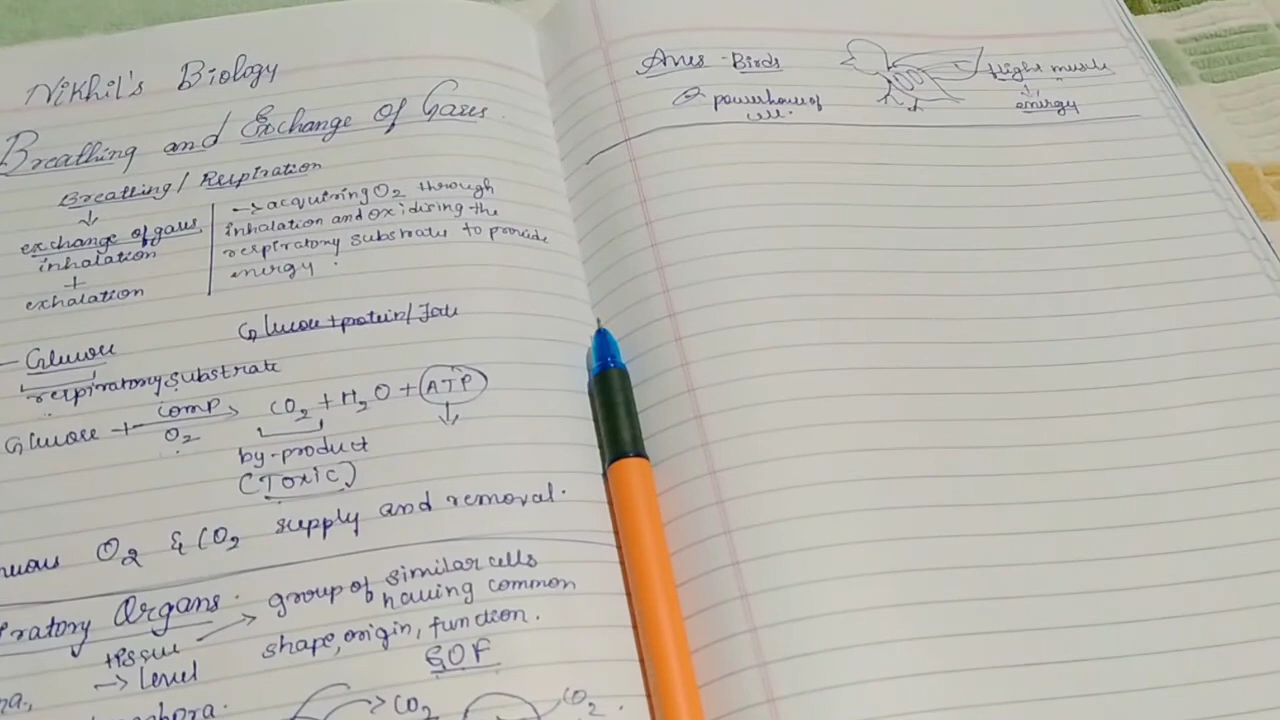 Nikhil's Biology
Breathing and Exchange of Gases.
Breathing / Respiration
exchange of gases,
inhalation
+
exhalation
→ acquiring O2 through
inhalation and oxidising the
respiratory substrate to provide
energy.
Glucose + protein / Fats
- Glucose
respiratory substrate
Glucose + comp → CO2 + H2O + ATP
O2
by-product
(Toxic)
nuous O2 & CO2 supply and removal.
ratory Organs.
tissue
→ level
group of similar cells
having common
shape, origin, function.
SOF
CO2
CO2.
Aves - Birds
powerhouse of
cell.
flight muscle
↓
energy